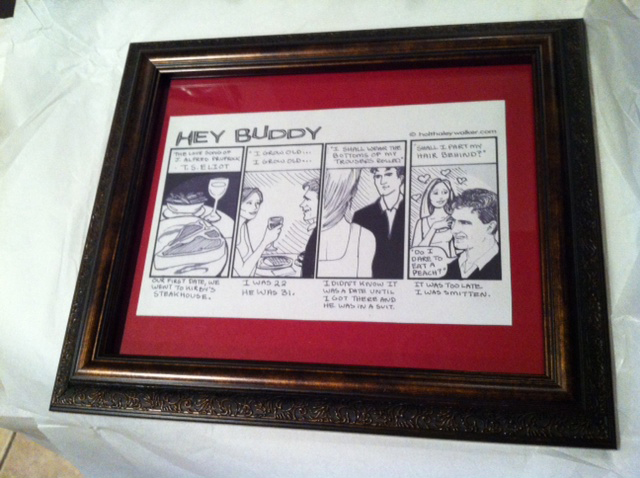 HEY BUDDY
© hallhaley-walker.com
THE LOVE SONG OF
J. ALFRED PRUFROCK
- T.S. ELIOT
OUR FIRST DATE, WE
WENT TO KIRBY'S
STEAKHOUSE.
"I GROW OLD...
I GROW OLD...
I WAS 22
HE WAS 31.
"I SHALL WEAR THE
BOTTOMS OF MY
TROUSERS ROLLED."
I DIDN'T KNOW IT
WAS A DATE UNTIL
I GOT THERE AND
HE WAS IN A SUIT.
"SHALL I PART MY
HAIR BEHIND?"
"DO I
DARE TO
EAT A
PEACH?"
IT WAS TOO LATE.
I WAS SMITTEN.